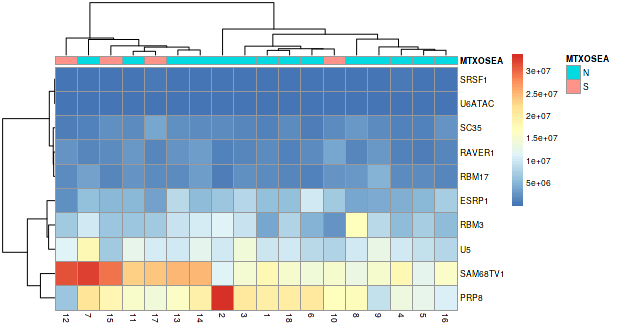 MTXOSEA
SRSF1
U6ATAC
SC35
RAVER1
RBM17
ESRP1
RBM3
U5
SAM68TV1
PRP8
12 7 15 11 17 13 14 2 3 1 18 6 10 8 9 4 5 16
3e+07
2.5e+07
2e+07
1.5e+07
1e+07
5e+06
MTXOSEA
N
S